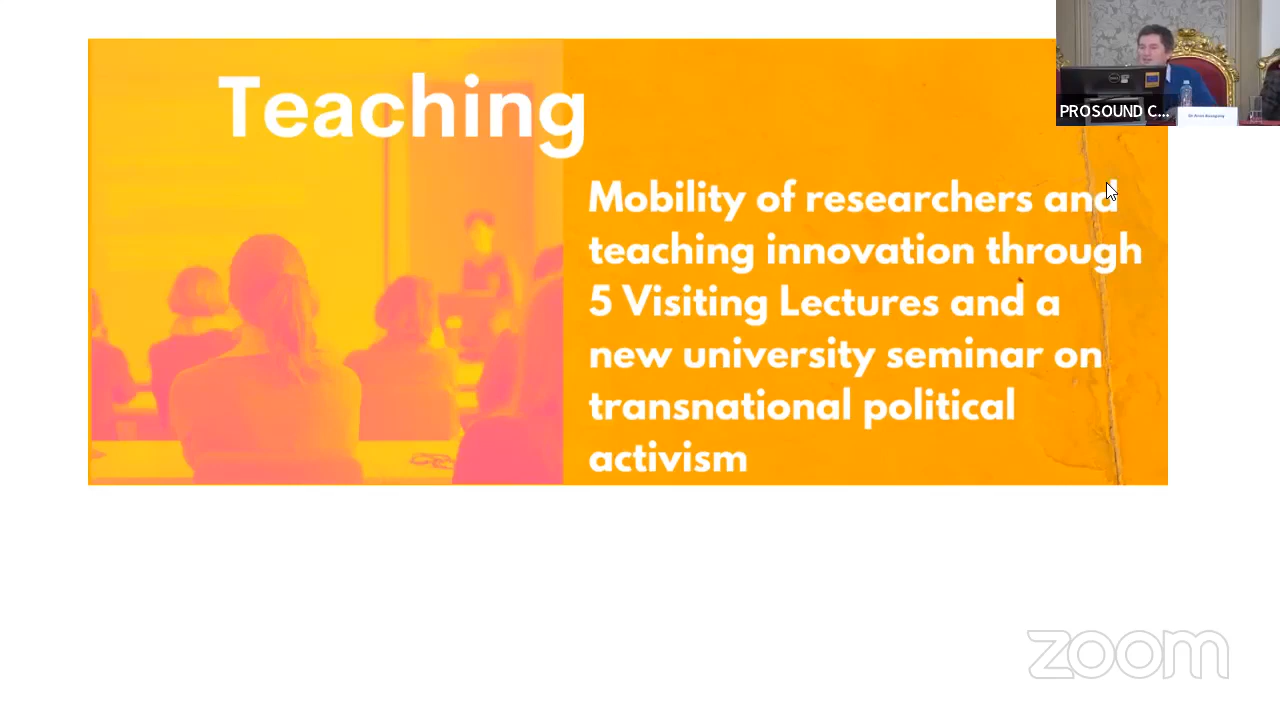 Teaching
Mobility of researchers and
teaching innovation through
5 Visiting Lectures and a
new university seminar on
transnational political
activism
PROSOUND C...
zoom